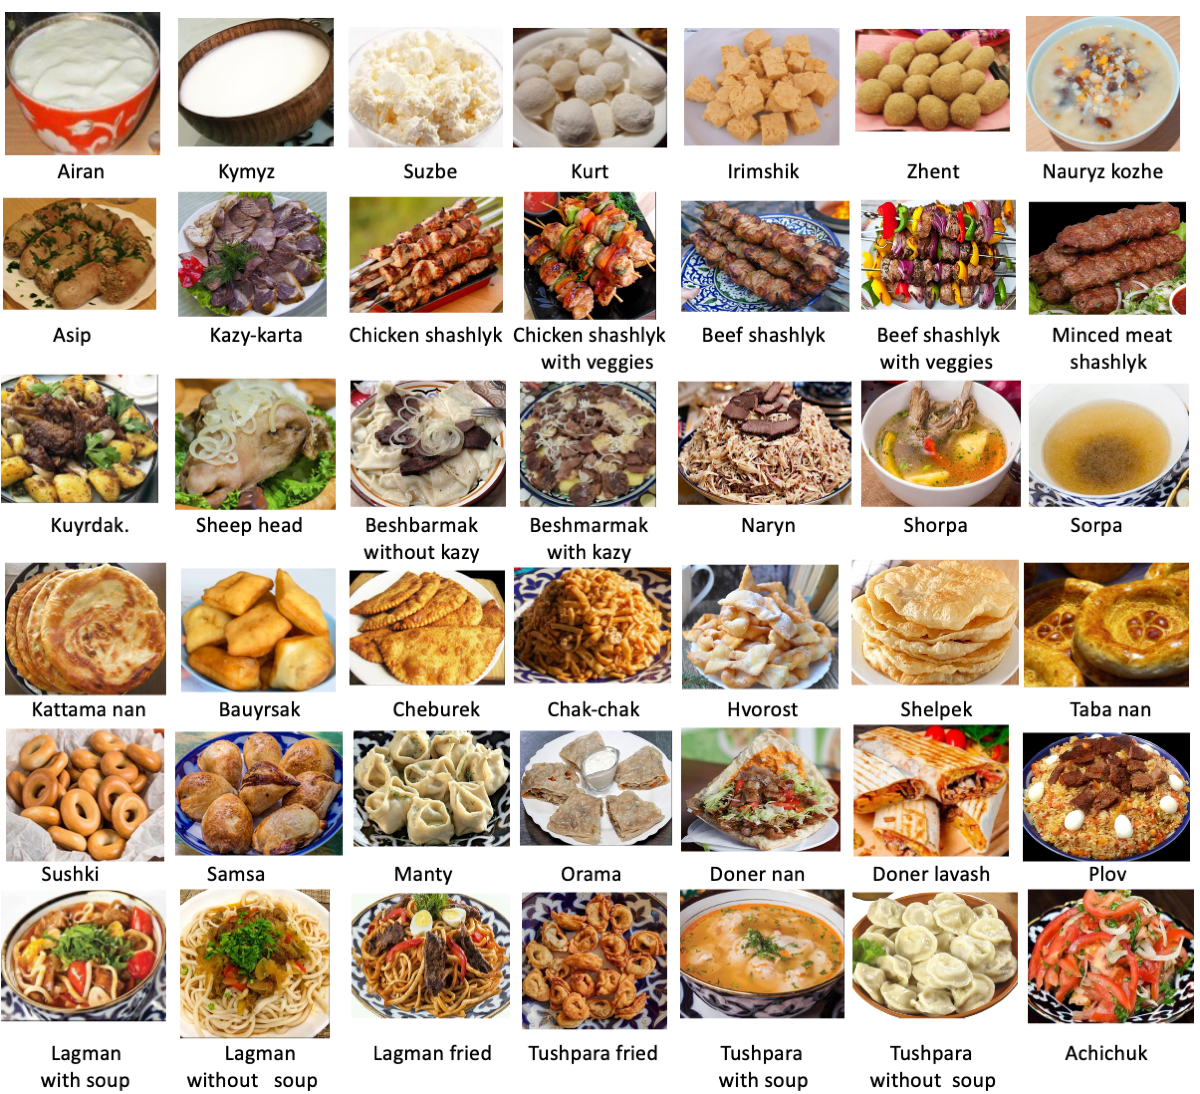 Airan
Kymyz
Suzbe
Kurt
Irimshik
Zhent
Nauryz kozhe
Asip
Kazy-karta
Chicken shashlyk
Chicken shashlyk
with veggies
Beef shashlyk
Beef shashlyk
with veggies
Minced meat
shashlyk
Kuyrdak.
Sheep head
Beshbarmak
without kazy
Beshmarmak
with kazy
Naryn
Shorpa
Sorpa
Kattama nan
Bauyrsak
Cheburek
Chak-chak
Hvorost
Shelpek
Taba nan
Sushki
Samsa
Manty
Orama
Doner nan
Doner lavash
Plov
Lagman
with soup
Lagman
without soup
Lagman fried
Tushpara fried
Tushpara
with soup
Tushpara
without soup
Achichuk